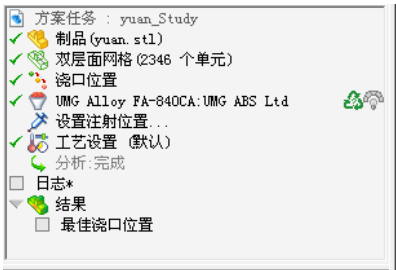 方案任务 : yuan_Study
制品(yuan.stl)
双层面网格(2346 个单元)
浇口位置
UMG Alloy FA-840CA:UMG ABS Ltd
设置注射位置...
工艺设置 (默认)
分析:完成
日志*
结果
最佳浇口位置